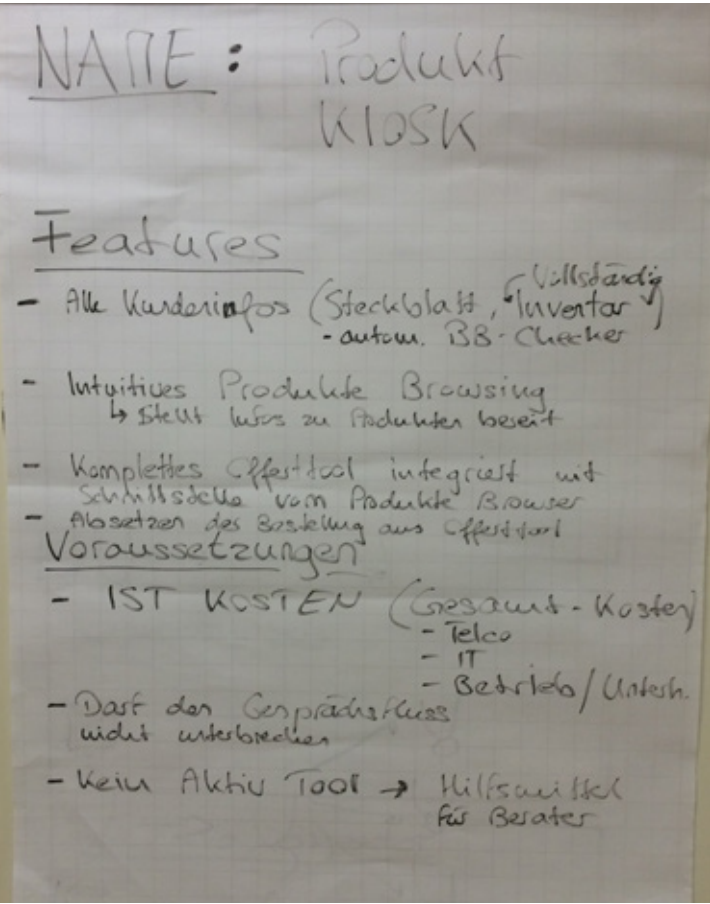 NAME: Produkt
KIOSK
Features
- Alle Kundeninfos (Steckblatt, Inventar)
Vollständig
- autom. BB-Checker
- Intuitives Produkte Browsing
↳ Stellt Infos zu Produkten bereit
- Komplettes Offerttool integriert mit
Schnittstelle vom Produkte Browser
- Absetzen der Bestellung aus Offerttool
Voraussetzungen
- IST KOSTEN (Gesamt-Kosten)
- Telco
- IT
- Betrieb/Unterh.
- Darf den Gesprächsfluss
nicht unterbrechen
- Kein Aktiv Tool → Hilfsmittel
für Berater